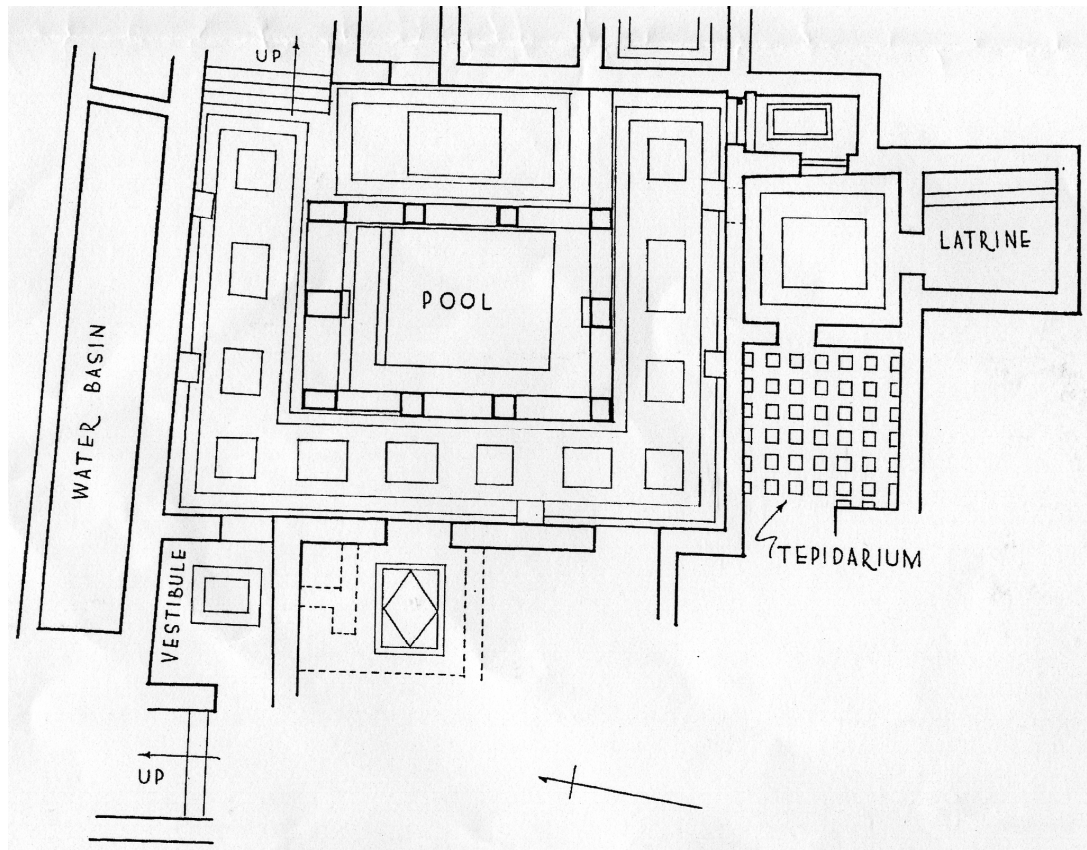 UP
LATRINE
POOL
WATER BASIN
TEPIDARIUM
VESTIBULE
UP